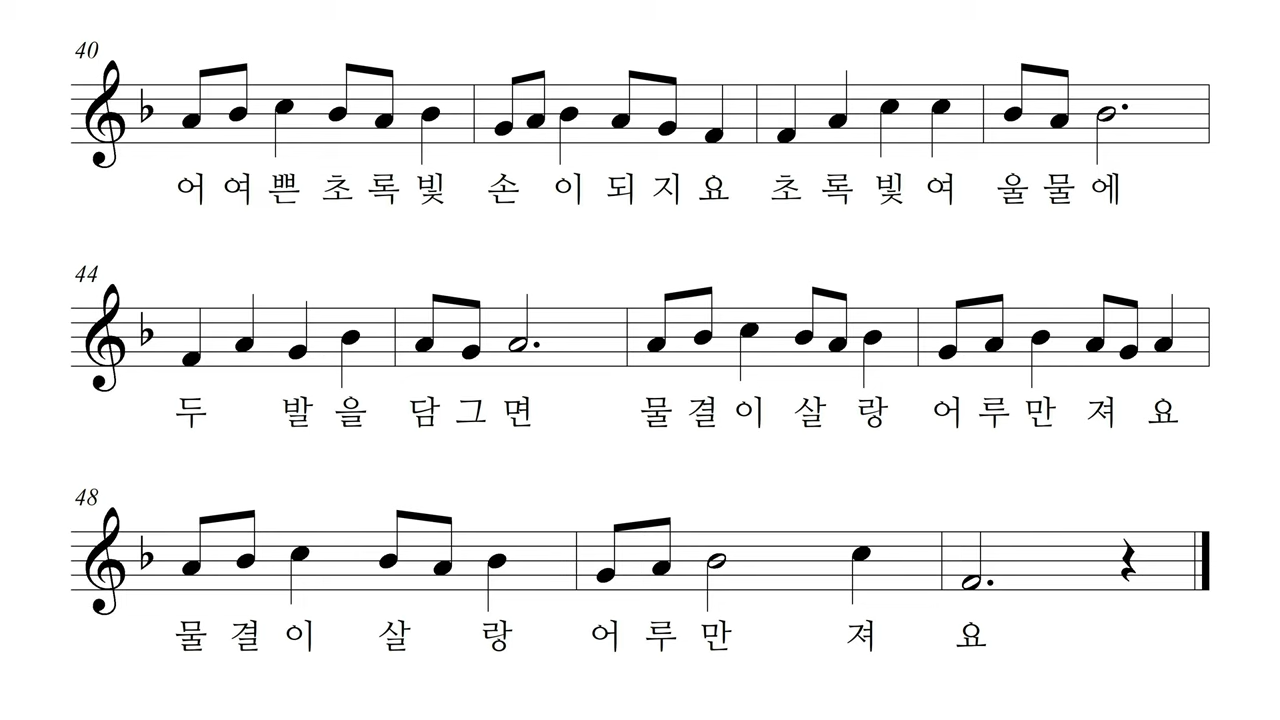 40
어 여 쁜 초 록 빛 손 이 되 지 요 초 록 빛 여 울 물 에
44
두 발 을 담 그 면 물 결 이 살 랑 어 루 만 져 요
48
물 결 이 살 랑 어 루 만 져 요